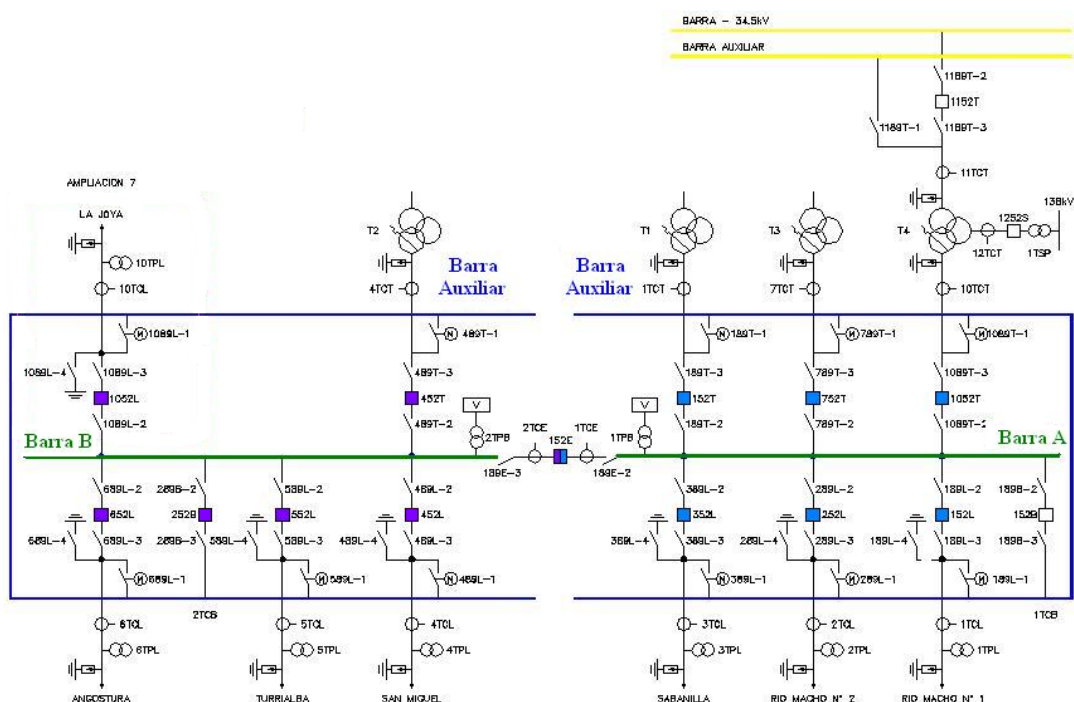 BARRA - 34.5kV
BARRA AUXILIAR
1189T-2
1152T
1189T-1
1189T-3
11TCT
AMPLIACION 7
LA JOYA
138kV
1252S
T2
T1
T3
T4
12TCT
1TSP
10TPL
Barra
Auxiliar
Barra
Auxiliar
10TCL
4TCT
1TCT
7TCT
10TCT
M 1089L-1
N 489T-1
N 189T-1
M 789T-1
M 1089T-1
1089L-4
1089L-3
489T-3
189T-3
789T-3
1089T-3
1052L
452T
152T
752T
1052T
V
V
1089L-2
489T-2
189T-2
789T-2
1089T-2
2TPB
2TCE
152E
1TCE
1TPB
Barra B
Barra A
189E-3
189E-2
689L-2
289B-2
589L-2
489L-2
389L-2
289L-2
189L-2
189B-2
652L
252B
552L
452L
352L
252L
152L
152B
689L-4
689L-3
289B-3
589L-4
589L-3
489L-4
489L-3
389L-4
389L-3
289L-4
289L-3
189L-4
189L-3
189B-3
M 689L-1
M 589L-1
N 489L-1
N 389L-1
M 289L-1
M 189L-1
2TCB
1TCB
6TCL
5TCL
4TCL
3TCL
2TCL
1TCL
6TPL
5TPL
4TPL
3TPL
2TPL
1TPL
ANGOSTURA
TURRIALBA
SAN MIGUEL
SABANILLA
RIO MACHO N° 2
RIO MACHO N° 1